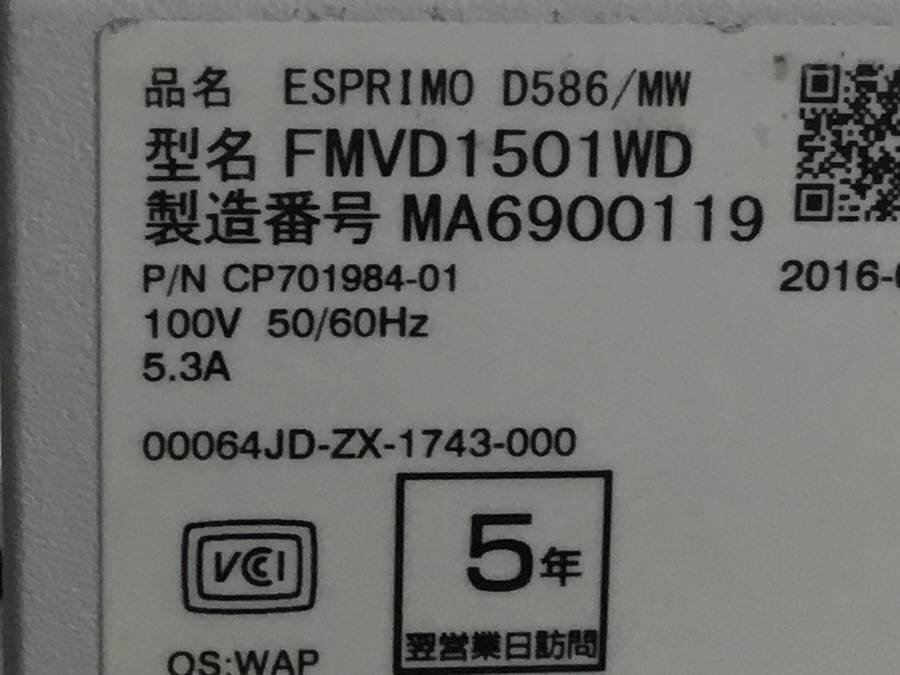 品名 ESPRIMO D586/MW
型名 FMVD1501WD
製造番号 MA6900119
P/N CP701984-01
2016-
100V 50/60Hz
5.3A
00064JD-ZX-1743-000
VCCI
5年
翌営業日訪問
OS:WAP